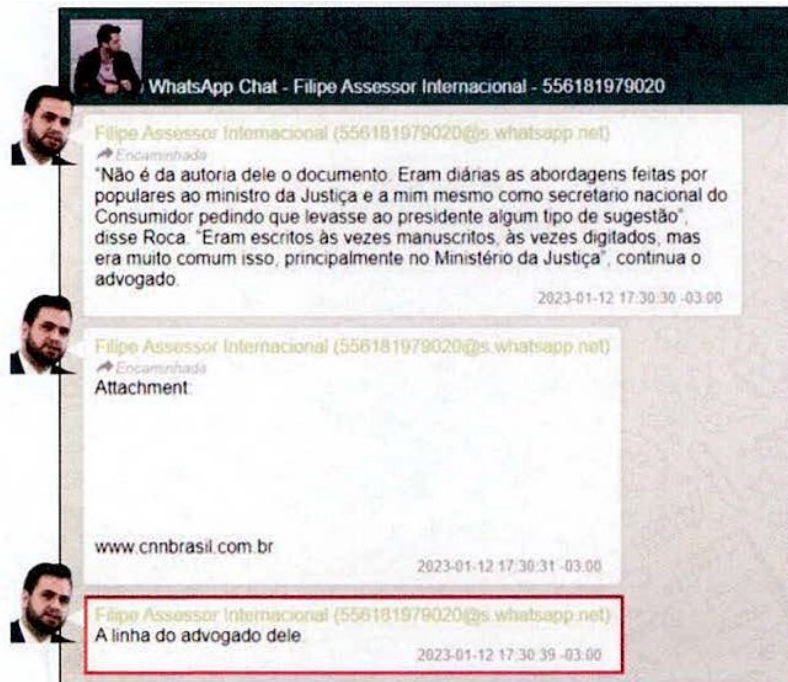 WhatsApp Chat - Filipe Assessor Internacional - 556181979020
Filipe Assessor Internacional (556181979020@s.whatsapp.net)
Encaminhada
"Não é da autoria dele o documento. Eram diárias as abordagens feitas por
populares ao ministro da Justiça e a mim mesmo como secretario nacional do
Consumidor pedindo que levasse ao presidente algum tipo de sugestão",
disse Roca. "Eram escritos às vezes manuscritos, às vezes digitados, mas
era muito comum isso, principalmente no Ministério da Justiça", continua o
advogado.
2023-01-12 17:30:30 -03:00
Filipe Assessor Internacional (556181979020@s.whatsapp.net)
Encaminhada
Attachment:
www.cnnbrasil.com.br
2023-01-12 17:30:31 -03:00
Filipe Assessor Internacional (556181979020@s.whatsapp.net)
A linha do advogado dele
2023-01-12 17:30:39 -03:00